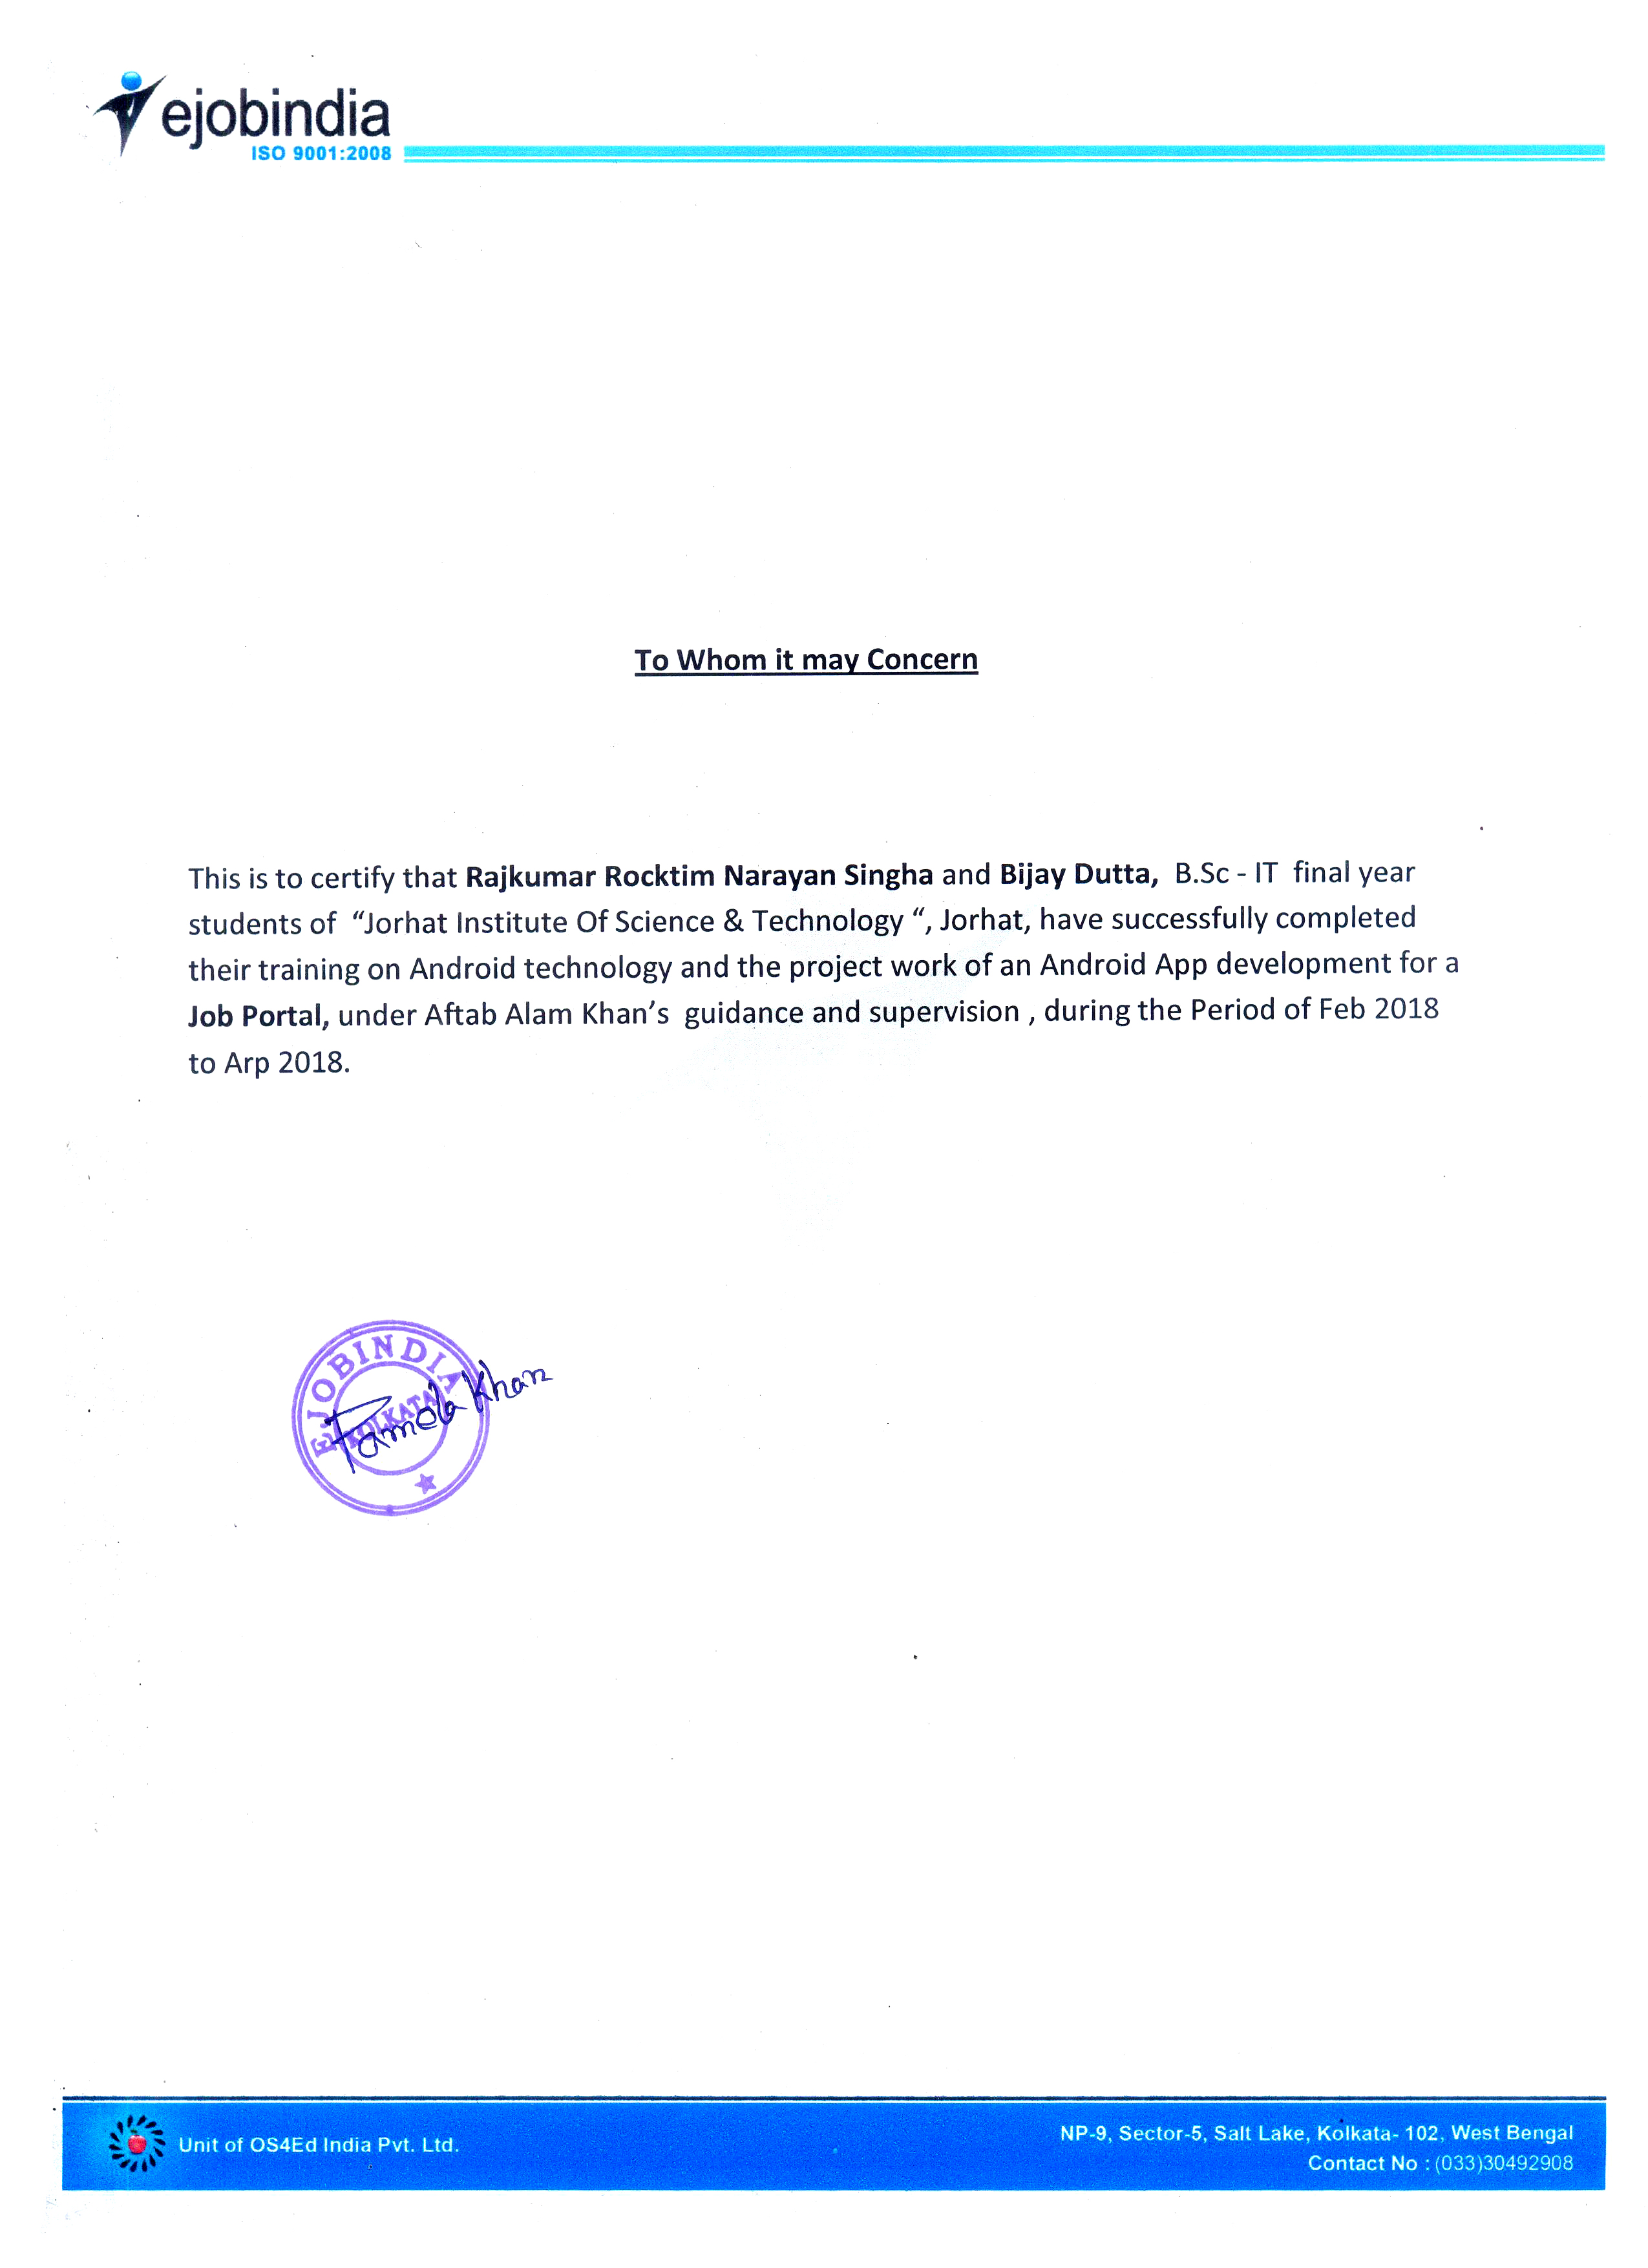 ejobindia
ISO 9001:2008
To Whom it may Concern
This is to certify that Rajkumar Rocktim Narayan Singha and Bijay Dutta, B.Sc - IT final year
students of “Jorhat Institute Of Science & Technology “, Jorhat, have successfully completed
their training on Android technology and the project work of an Android App development for a
Job Portal, under Aftab Alam Khan’s guidance and supervision , during the Period of Feb 2018
to Arp 2018.
EJOBINDIA
KOLKATA
Pamela Khan
Unit of OS4Ed India Pvt. Ltd.
NP-9, Sector-5, Salt Lake, Kolkata- 102, West Bengal
Contact No : (033)30492908